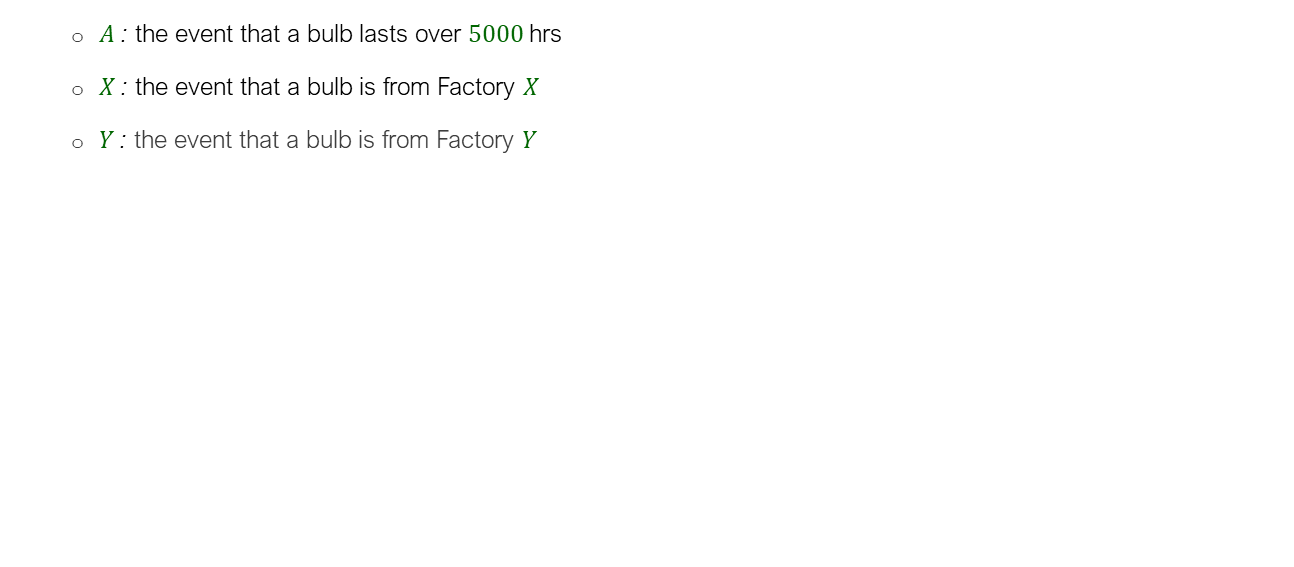 ○ A : the event that a bulb lasts over 5000 hrs
○ X : the event that a bulb is from Factory X
○ Y : the event that a bulb is from Factory Y